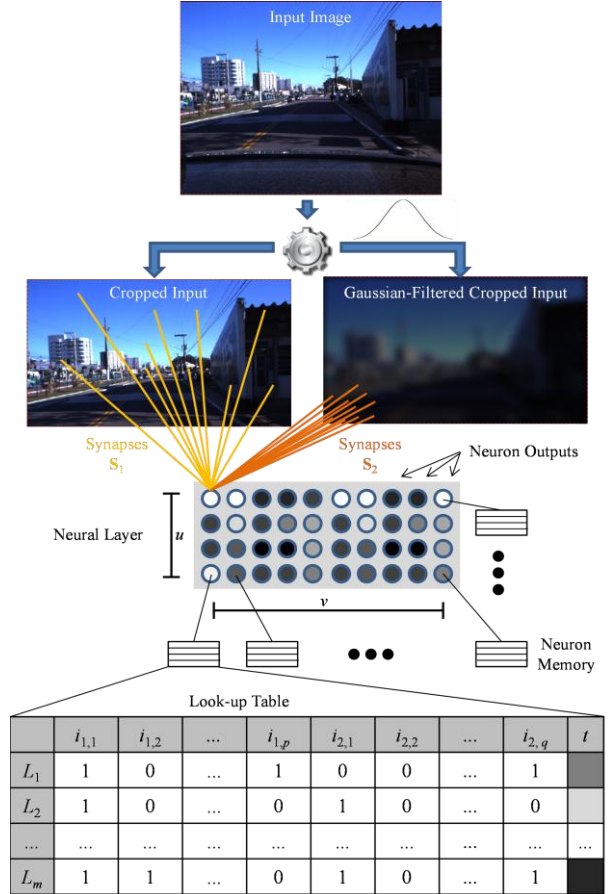 Input Image
Cropped Input
Gaussian-Filtered Cropped Input
Synapses
S₁
Synapses
S₂
Neuron Outputs
Neural Layer
u
v
Neuron
Memory
Look-up Table
i₁,₁ i₁,₂ ... i₁,ₚ i₂,₁ i₂,₂ ... i₂,q t
L₁ 1 0 ... 1 0 0 ... 1
L₂ 1 0 ... 0 1 0 ... 0
... ... ... ... ... ... ... ... ...
Lₘ 1 1 ... 0 1 0 ... 1